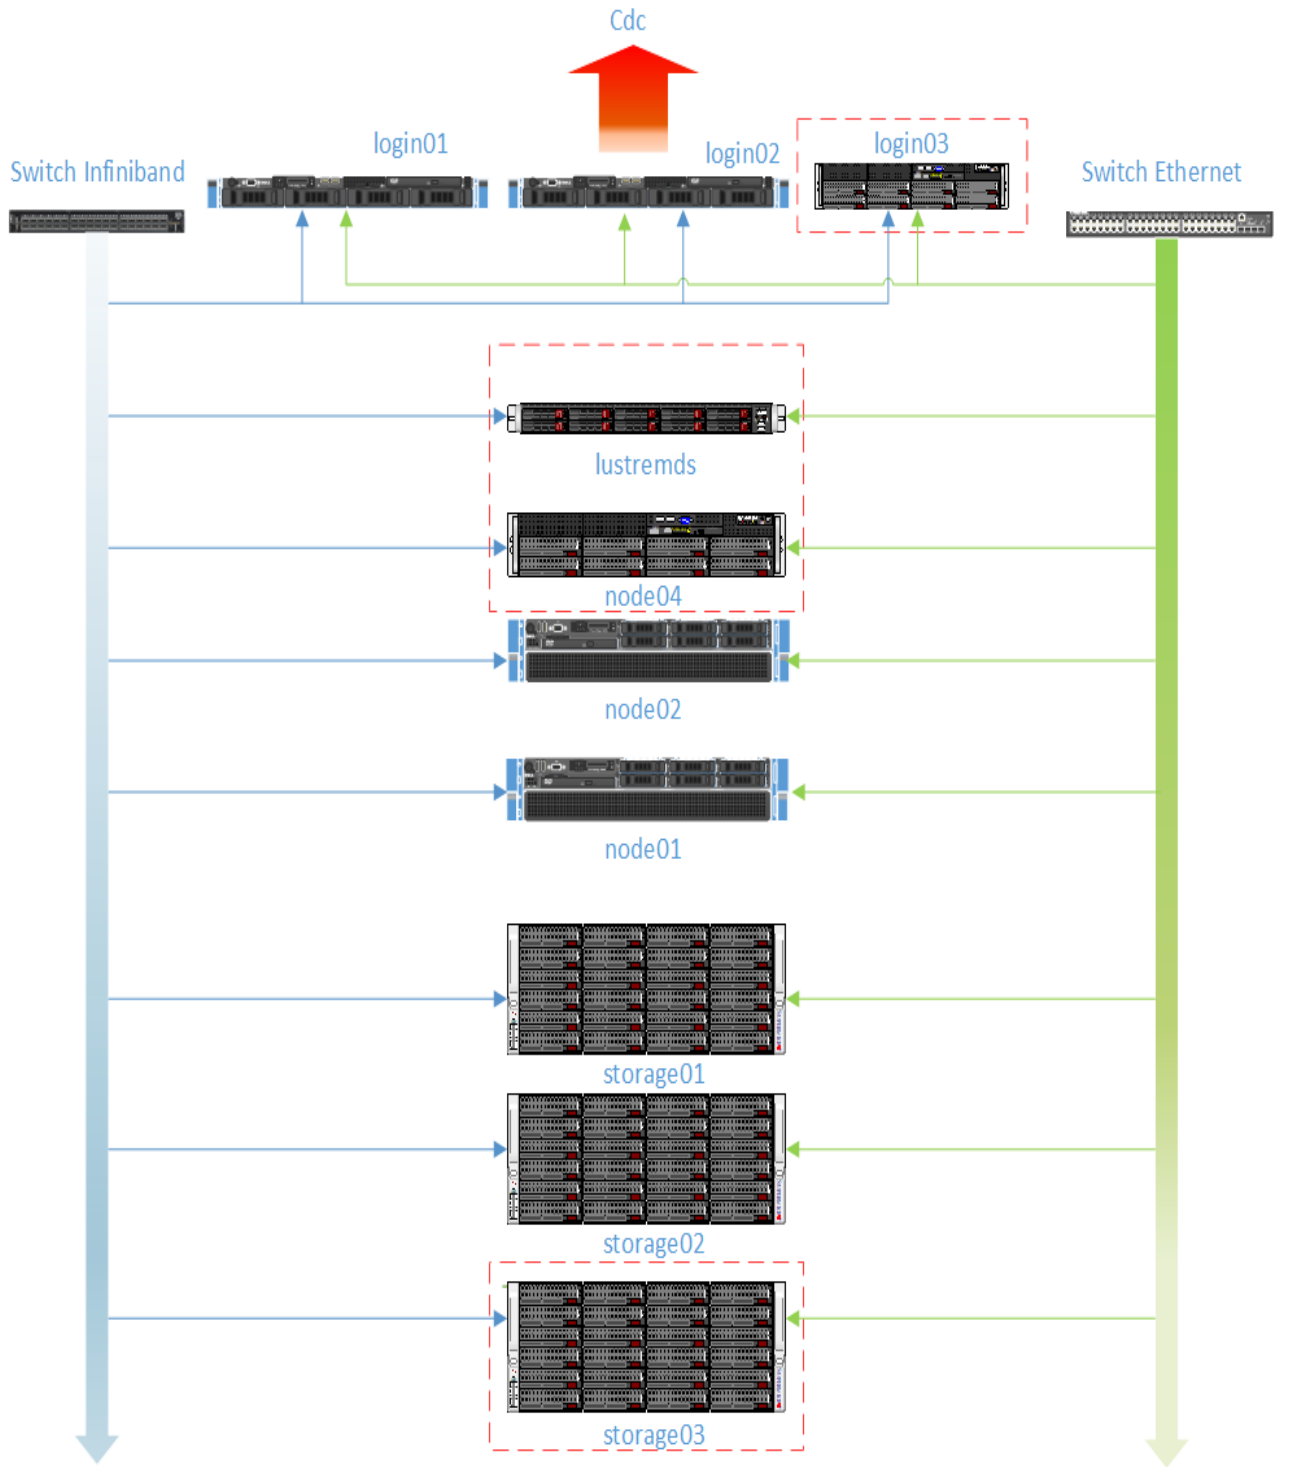 Cdc
login01
login02
login03
Switch Infiniband
Switch Ethernet
lustremds
node04
node02
node01
storage01
storage02
storage03